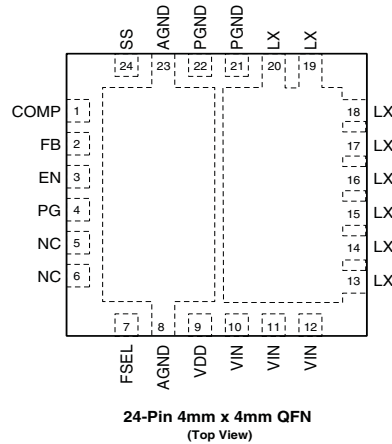 SS
AGND
PGND
PGND
LX
LX
24
23
22
21
20
19
COMP 1
FB 2
EN 3
PG 4
NC 5
NC 6
18 LX
17 LX
16 LX
15 LX
14 LX
13 LX
7
8
9
10
11
12
FSEL
AGND
VDD
VIN
VIN
VIN
24-Pin 4mm x 4mm QFN
(Top View)